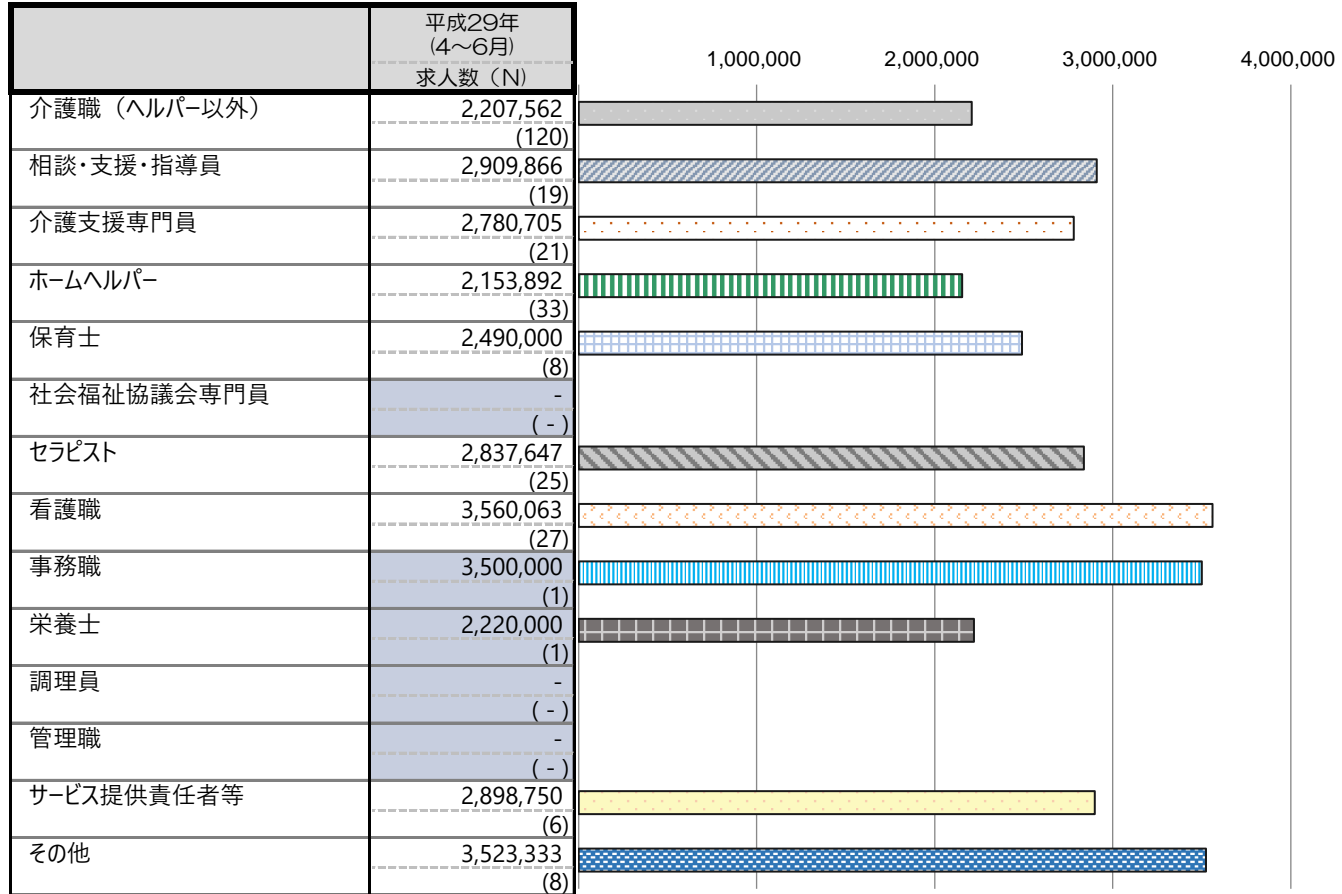 平成29年
(4～6月)
求人数（N）
1,000,000 2,000,000 3,000,000 4,000,000
介護職（ヘルパー以外） 2,207,562
(120)
相談・支援・指導員 2,909,866
(19)
介護支援専門員 2,780,705
(21)
ホームヘルパー 2,153,892
(33)
保育士 2,490,000
(8)
社会福祉協議会専門員 -
( - )
セラピスト 2,837,647
(25)
看護職 3,560,063
(27)
事務職 3,500,000
(1)
栄養士 2,220,000
(1)
調理員 -
( - )
管理職 -
( - )
サービス提供責任者等 2,898,750
(6)
その他 3,523,333
(8)